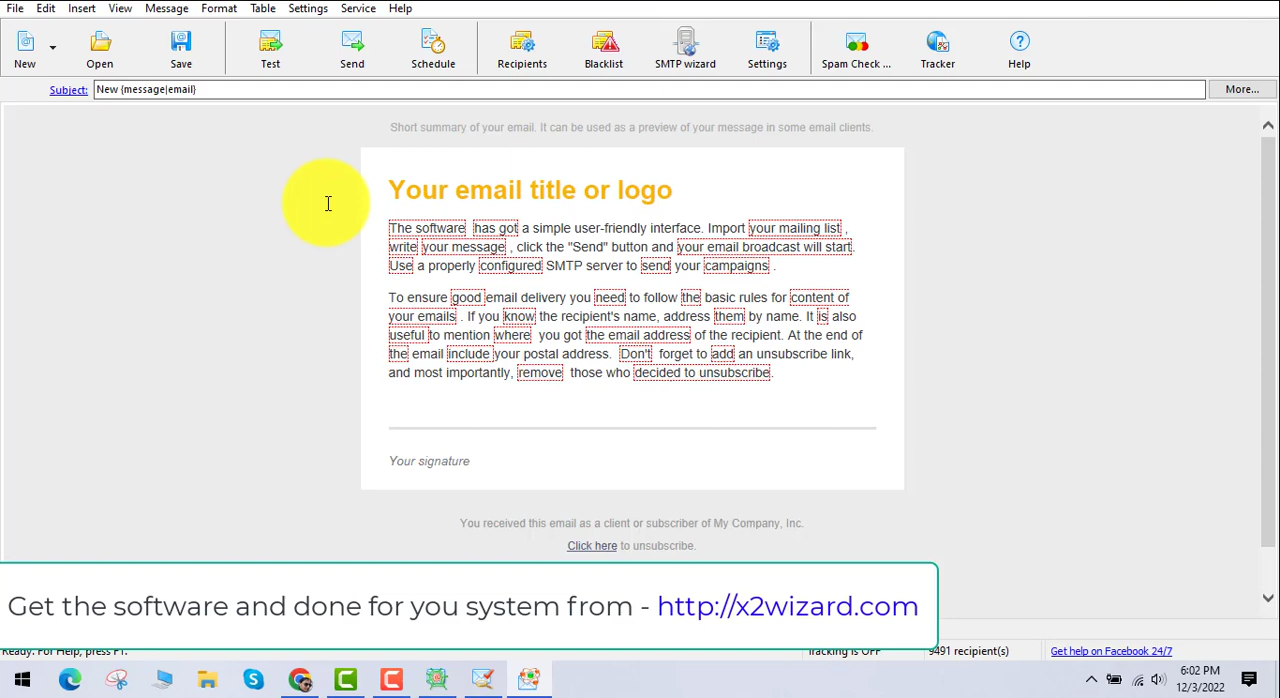 File Edit Insert View Message Format Table Settings Service Help
New Open Save Test Send Schedule Recipients Blacklist SMTP wizard Settings Spam Check ... Tracker Help
Subject: New {message|email} More...
Short summary of your email. It can be used as a preview of your message in some email clients.
Your email title or logo
The software has got a simple user-friendly interface. Import your mailing list ,
write your message , click the "Send" button and your email broadcast will start.
Use a properly configured SMTP server to send your campaigns .
To ensure good email delivery you need to follow the basic rules for content of
your emails . If you know the recipient's name, address them by name. It is also
useful to mention where you got the email address of the recipient. At the end of
the email include your postal address. Don't forget to add an unsubscribe link,
and most importantly, remove those who decided to unsubscribe.
Your signature
You received this email as a client or subscriber of My Company, Inc.
Click here to unsubscribe.
Get the software and done for you system from - http://x2wizard.com
Ready. For Help, press F1. Tracking is OFF 9491 recipient(s) Get help on Facebook 24/7
6:02 PM
12/3/2022